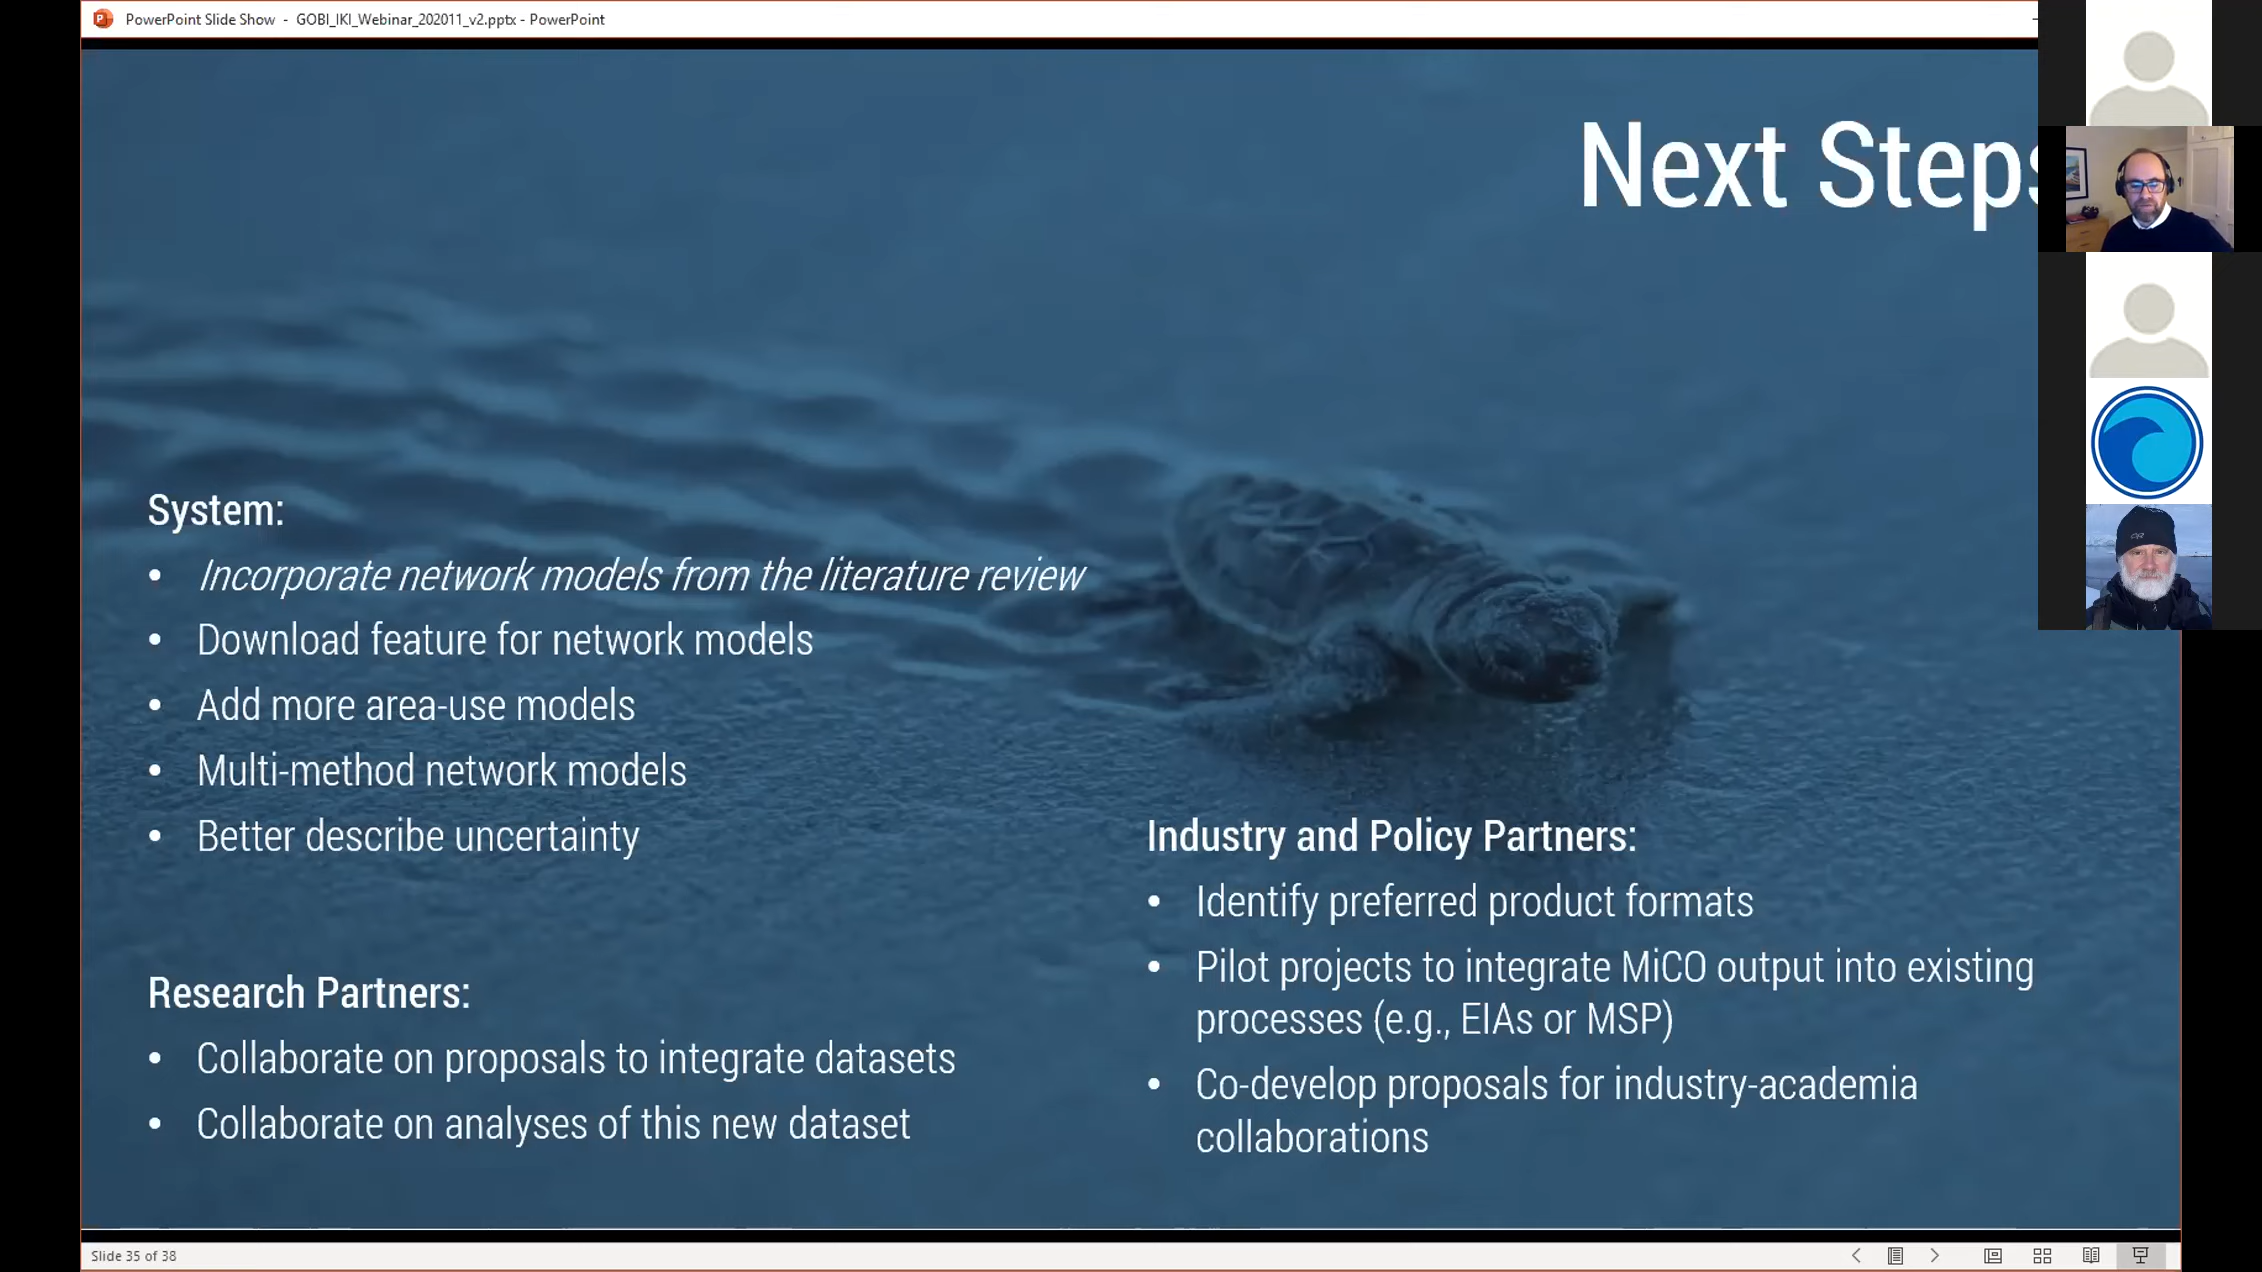 PowerPoint Slide Show - GOBI_IKI_Webinar_202011_v2.pptx - PowerPoint
Next Steps
System:
• Incorporate network models from the literature review
• Download feature for network models
• Add more area-use models
• Multi-method network models
• Better describe uncertainty
Research Partners:
• Collaborate on proposals to integrate datasets
• Collaborate on analyses of this new dataset
Industry and Policy Partners:
• Identify preferred product formats
• Pilot projects to integrate MiCO output into existing
processes (e.g., EIAs or MSP)
• Co-develop proposals for industry-academia
collaborations
OR
Slide 35 of 38